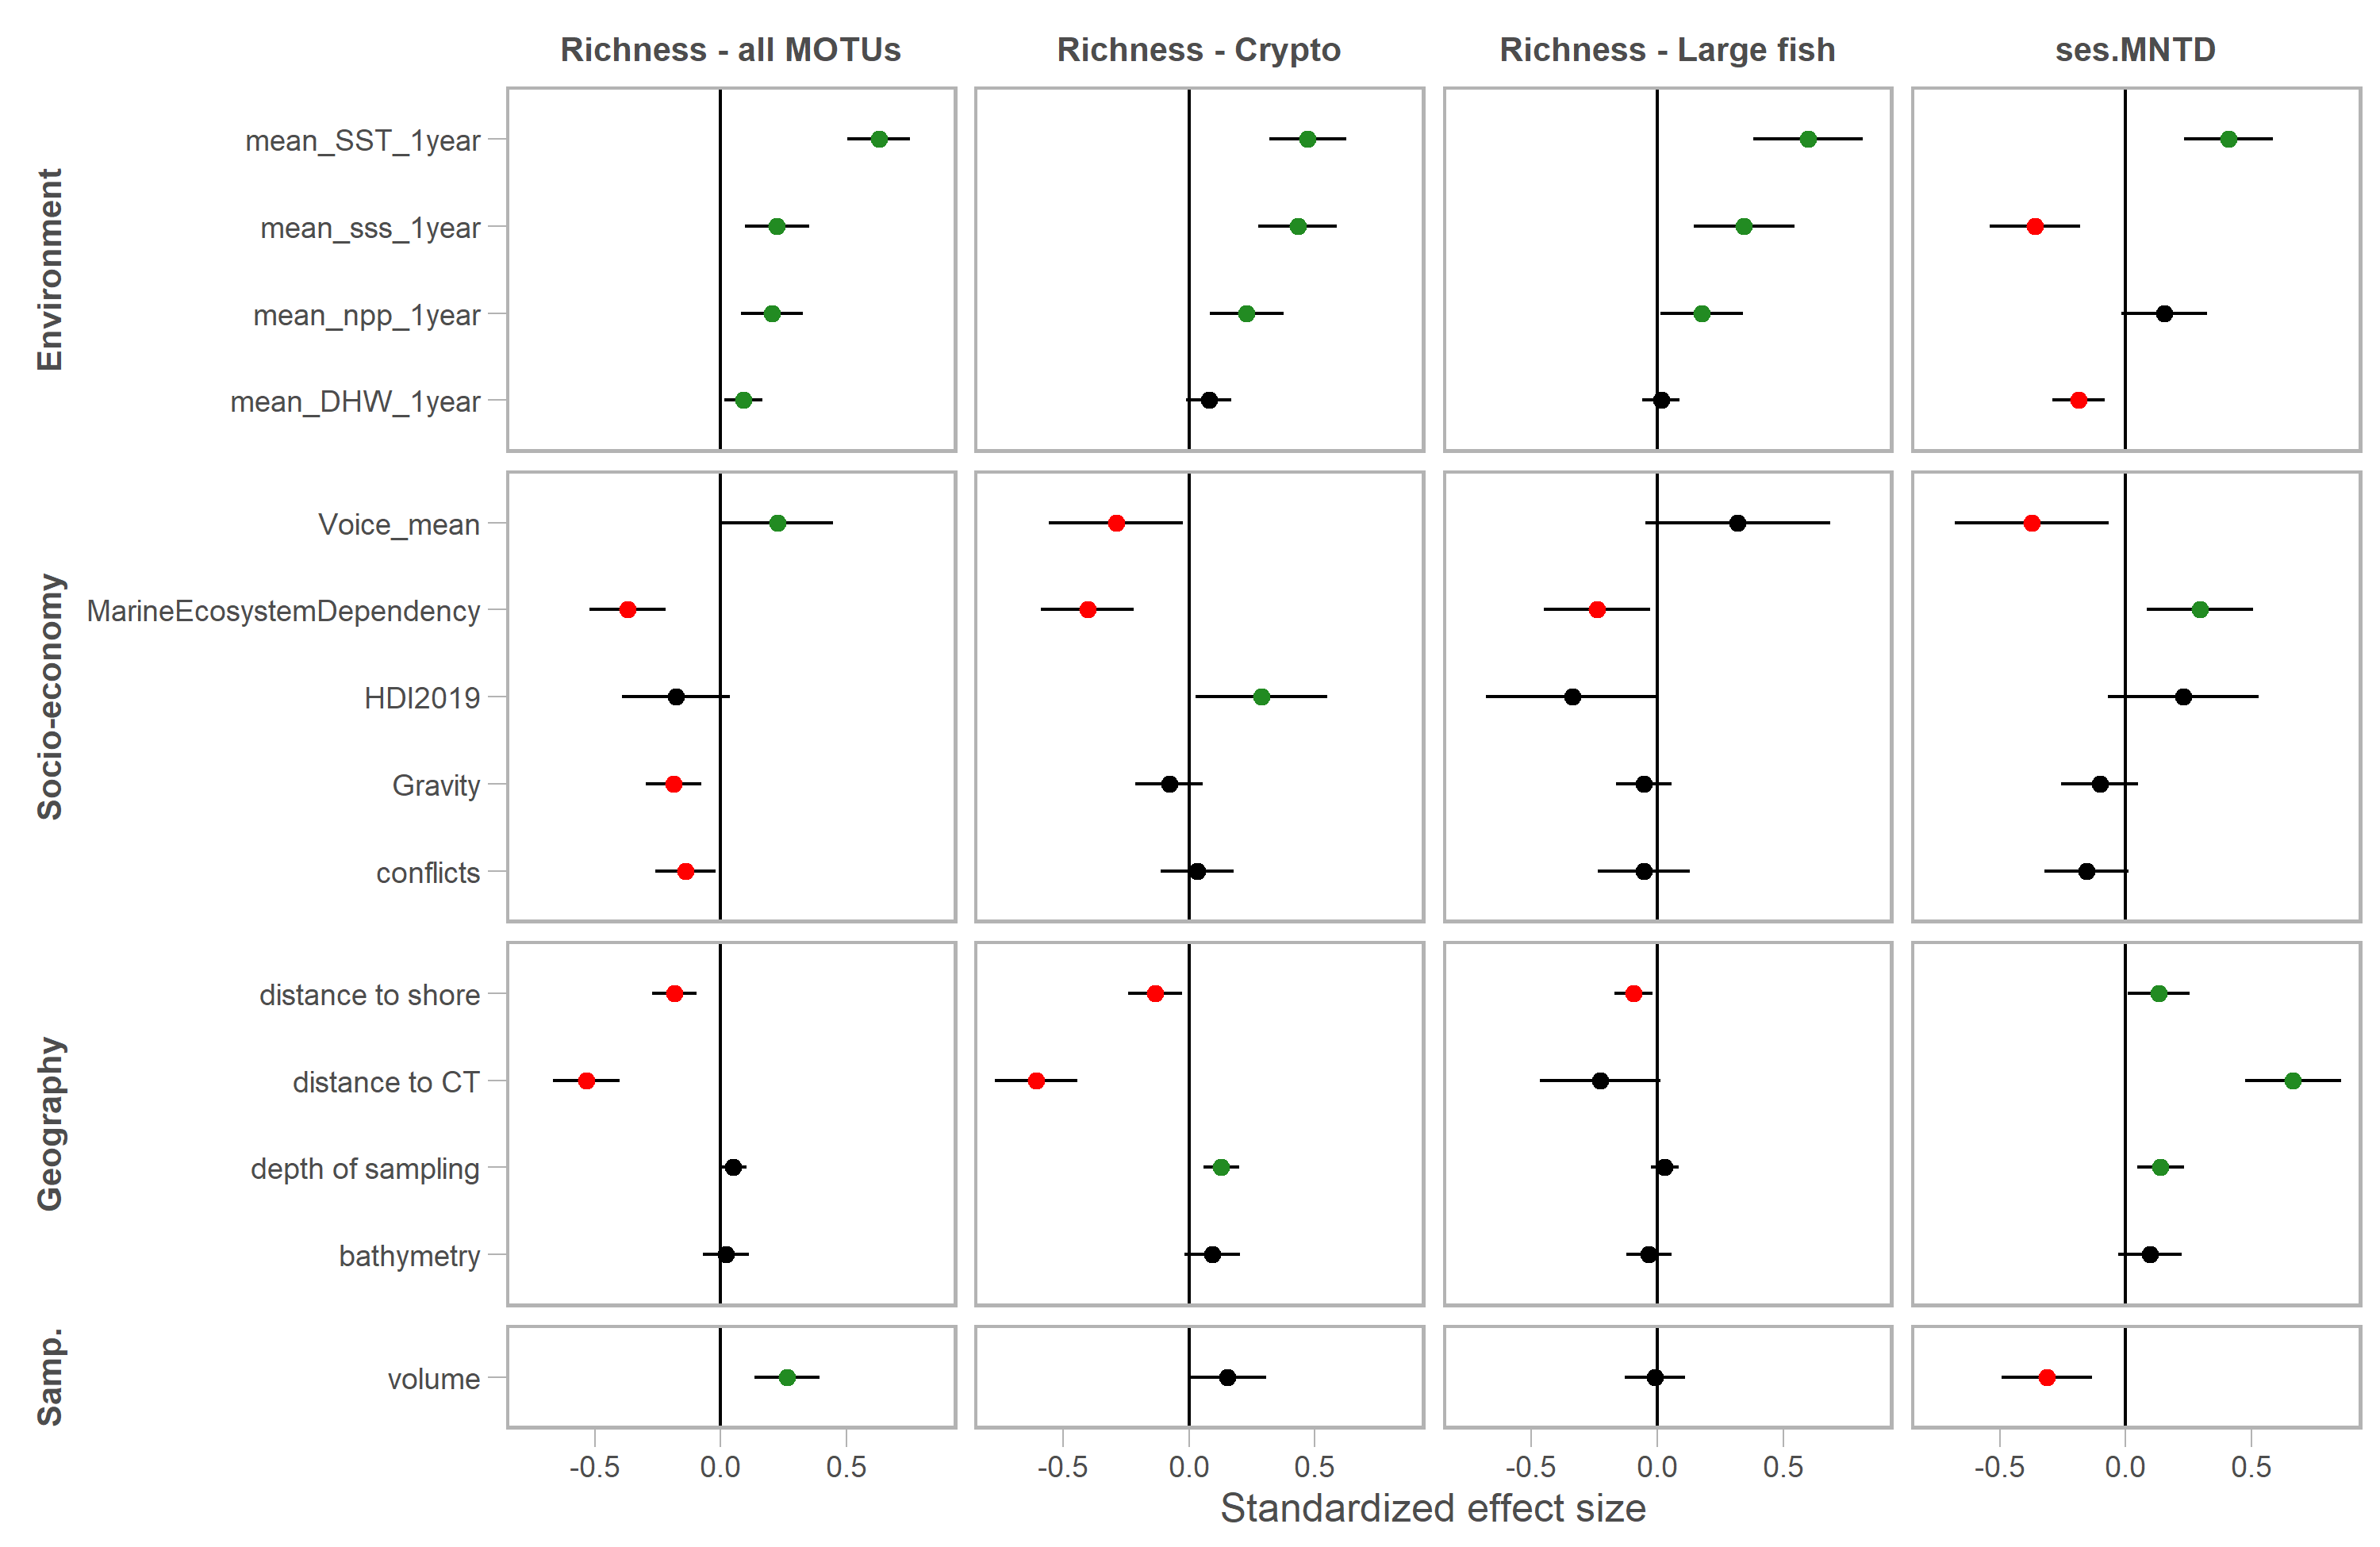 Richness - all MOTUs
Richness - Crypto
Richness - Large fish
ses.MNTD
Environment
mean_SST_1year
mean_sss_1year
mean_npp_1year
mean_DHW_1year
Socio-economy
Voice_mean
MarineEcosystemDependency
HDI2019
Gravity
conflicts
Geography
distance to shore
distance to CT
depth of sampling
bathymetry
Samp.
volume
-0.5 0.0 0.5
-0.5 0.0 0.5
-0.5 0.0 0.5
-0.5 0.0 0.5
Standardized effect size